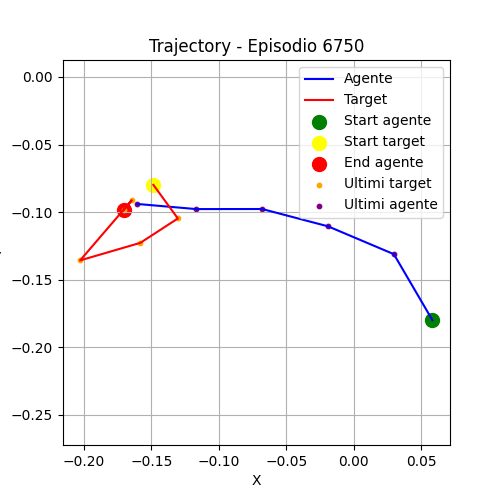 Trajectory - Episodio 6750
0.00
−0.05
−0.10
−0.15
−0.20
−0.25
Agente
Target
Start agente
Start target
End agente
Ultimi target
Ultimi agente
−0.20
−0.15
−0.10
−0.05
0.00
0.05
X